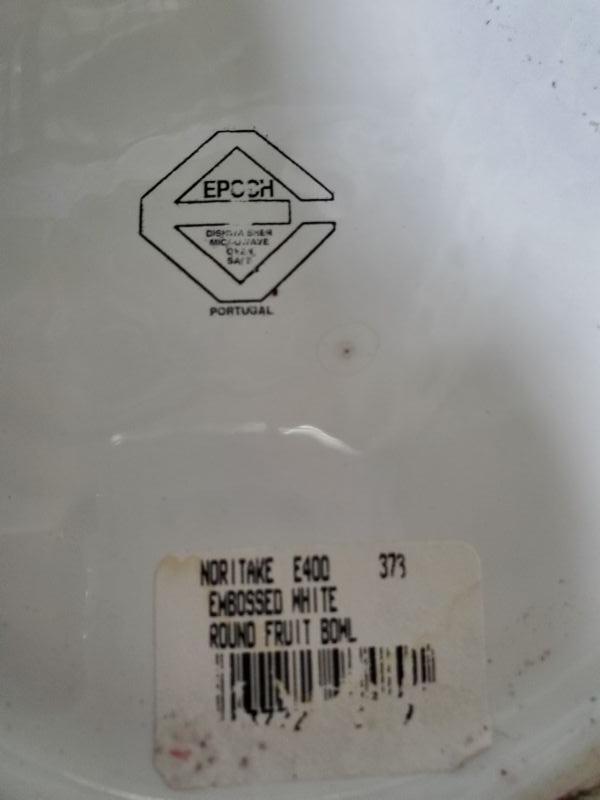 EPOCH
DISHWASHER
MICROWAVE
OVEN
SAFE
PORTUGAL
NORITAKE E400 373
EMBOSSED WHITE
ROUND FRUIT BOWL